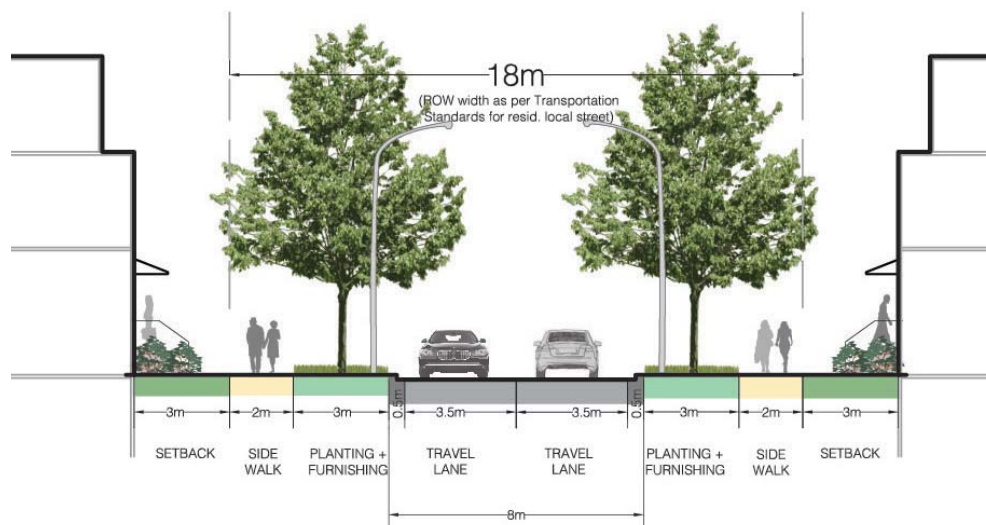 18m
(ROW width as per Transportation
Standards for resid. local street)
3m
2m
3m
0.5m
3.5m
3.5m
0.5m
3m
2m
3m
SETBACK
SIDE
WALK
PLANTING +
FURNISHING
TRAVEL
LANE
TRAVEL
LANE
PLANTING +
FURNISHING
SIDE
WALK
SETBACK
8m